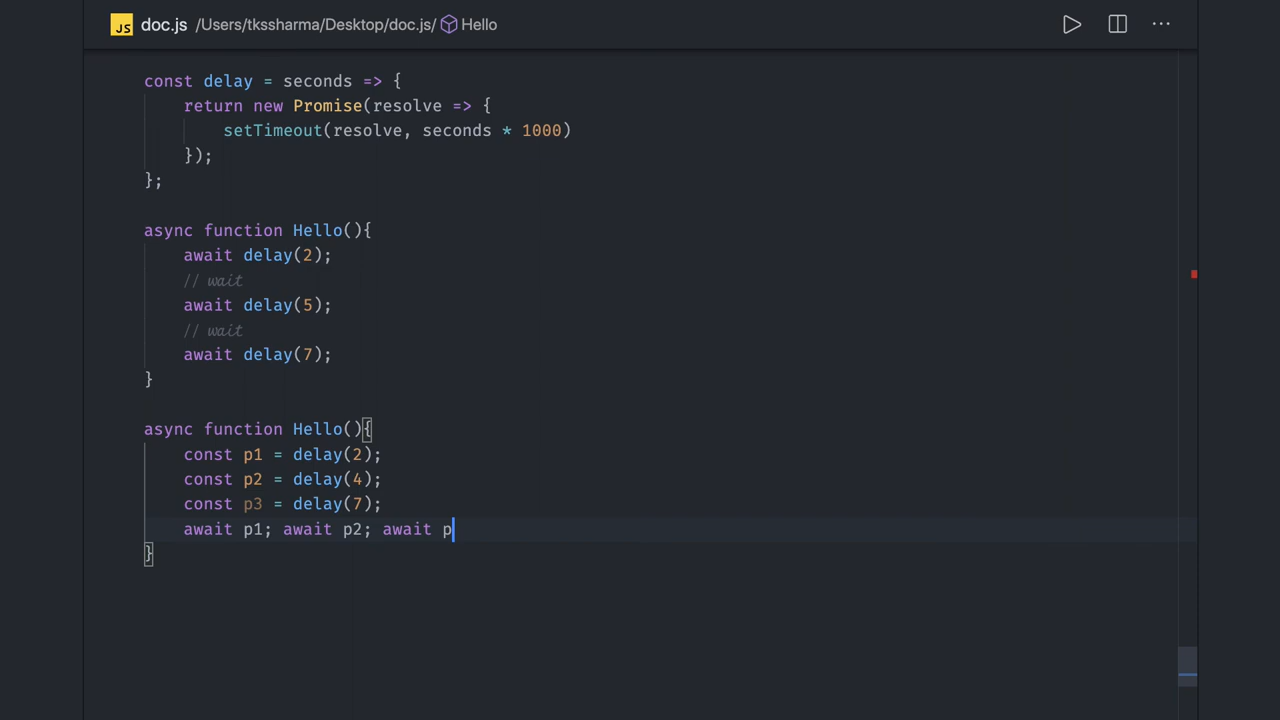 JS doc.js /Users/tkssharma/Desktop/doc.js/ Hello
const delay = seconds => {
    return new Promise(resolve => {
        setTimeout(resolve, seconds * 1000)
    });
};
async function Hello(){
    await delay(2);
    // wait
    await delay(5);
    // wait
    await delay(7);
}
async function Hello(){
    const p1 = delay(2);
    const p2 = delay(4);
    const p3 = delay(7);
    await p1; await p2; await p
}